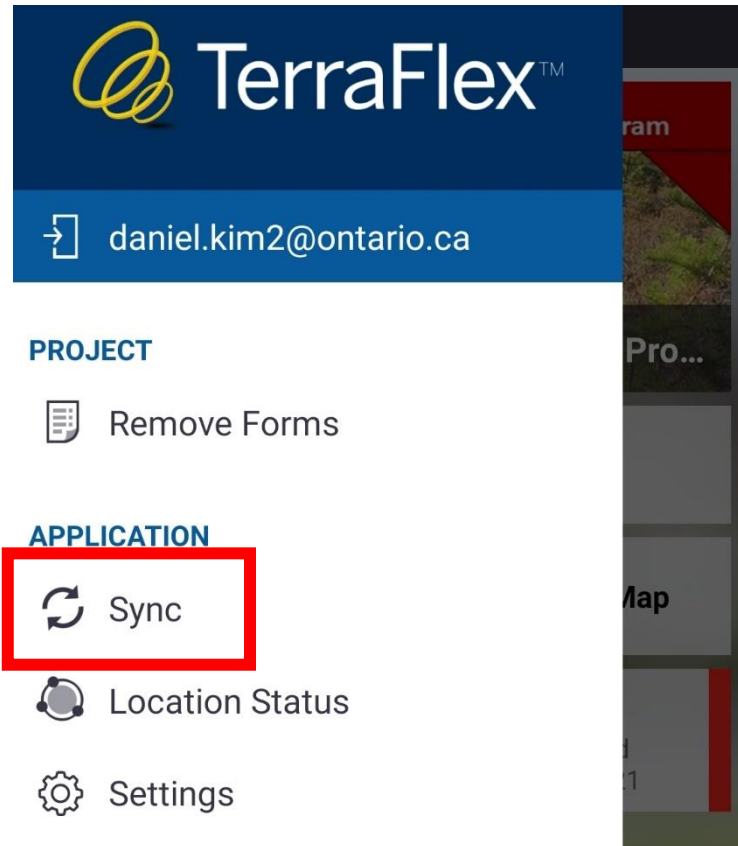 TerraFlex™
ram
daniel.kim2@ontario.ca
PROJECT
Pro...
Remove Forms
APPLICATION
Sync
Map
Location Status
Settings